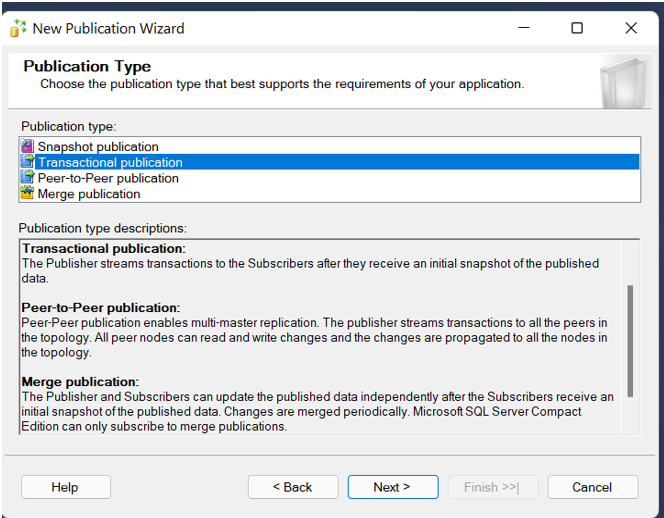 New Publication Wizard
Publication Type
Choose the publication type that best supports the requirements of your application.
Publication type:
Snapshot publication
Transactional publication
Peer-to-Peer publication
Merge publication
Publication type descriptions:
Transactional publication:
The Publisher streams transactions to the Subscribers after they receive an initial snapshot of the published
data.
Peer-to-Peer publication:
Peer-Peer publication enables multi-master replication. The publisher streams transactions to all the peers in
the topology. All peer nodes can read and write changes and the changes are propagated to all the nodes in
the topology.
Merge publication:
The Publisher and Subscribers can update the published data independently after the Subscribers receive an
initial snapshot of the published data. Changes are merged periodically. Microsoft SQL Server Compact
Edition can only subscribe to merge publications.
Help
< Back
Next >
Finish >>|
Cancel